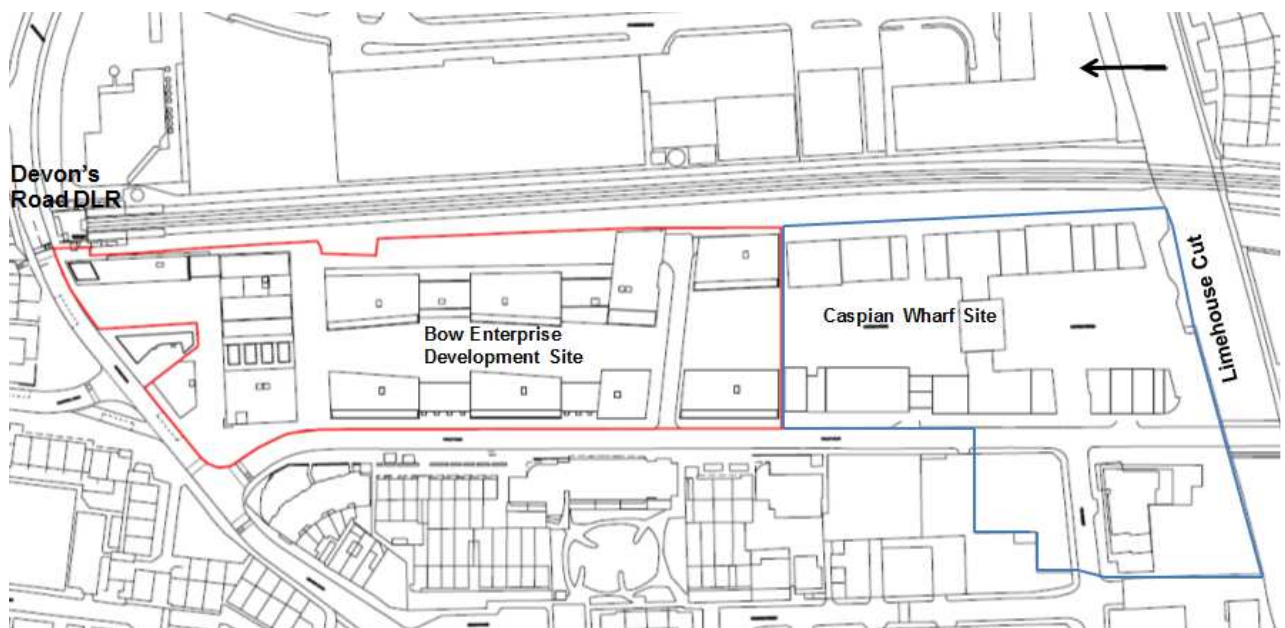 Devon's
Road DLR
Bow Enterprise
Development Site
Caspian Wharf Site
Limehouse Cut